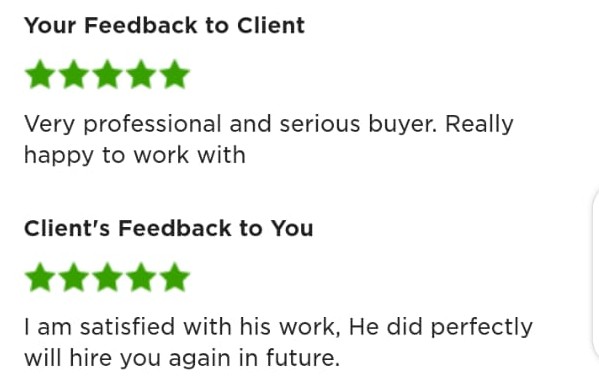 Your Feedback to Client
Very professional and serious buyer. Really
happy to work with
Client's Feedback to You
I am satisfied with his work, He did perfectly
will hire you again in future.